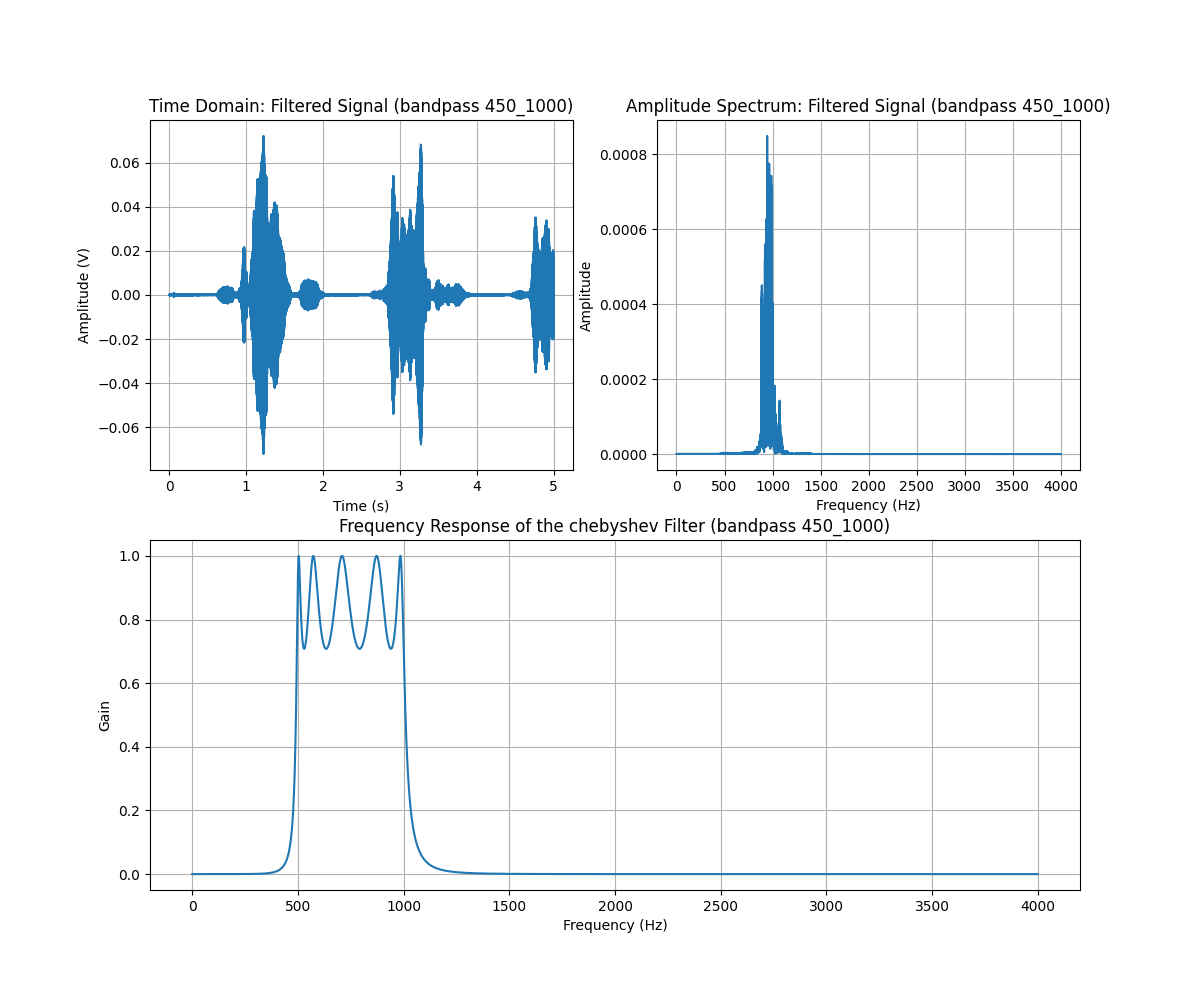 Time Domain: Filtered Signal (bandpass 450_1000)
Amplitude (V)
0.06
0.04
0.02
0.00
−0.02
−0.04
−0.06
0 1 2 3 4 5
Time (s)
Amplitude Spectrum: Filtered Signal (bandpass 450_1000)
Amplitude
0.0008
0.0006
0.0004
0.0002
0.0000
0 500 1000 1500 2000 2500 3000 3500 4000
Frequency (Hz)
Frequency Response of the chebyshev Filter (bandpass 450_1000)
Gain
1.0
0.8
0.6
0.4
0.2
0.0
0 500 1000 1500 2000 2500 3000 3500 4000
Frequency (Hz)